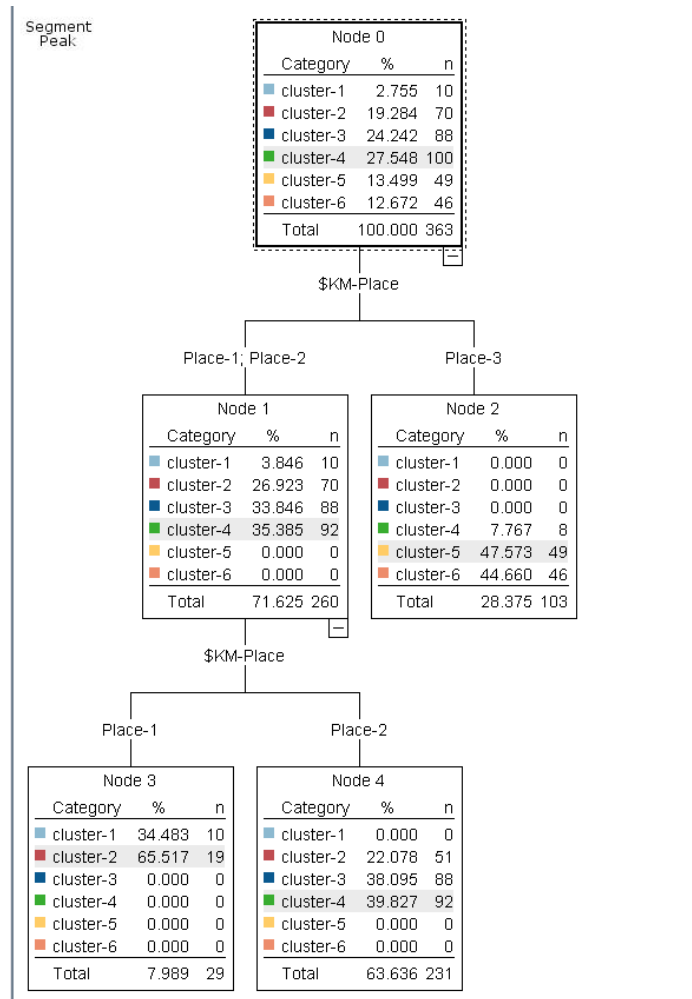 Segment
Peak
Node 0
Category % n
cluster-1 2.755 10
cluster-2 19.284 70
cluster-3 24.242 88
cluster-4 27.548 100
cluster-5 13.499 49
cluster-6 12.672 46
Total 100.000 363
$KM-Place
Place-1; Place-2
Place-3
Node 1
Category % n
cluster-1 3.846 10
cluster-2 26.923 70
cluster-3 33.846 88
cluster-4 35.385 92
cluster-5 0.000 0
cluster-6 0.000 0
Total 71.625 260
Node 2
Category % n
cluster-1 0.000 0
cluster-2 0.000 0
cluster-3 0.000 0
cluster-4 7.767 8
cluster-5 47.573 49
cluster-6 44.660 46
Total 28.375 103
$KM-Place
Place-1
Place-2
Node 3
Category % n
cluster-1 34.483 10
cluster-2 65.517 19
cluster-3 0.000 0
cluster-4 0.000 0
cluster-5 0.000 0
cluster-6 0.000 0
Total 7.989 29
Node 4
Category % n
cluster-1 0.000 0
cluster-2 22.078 51
cluster-3 38.095 88
cluster-4 39.827 92
cluster-5 0.000 0
cluster-6 0.000 0
Total 63.636 231